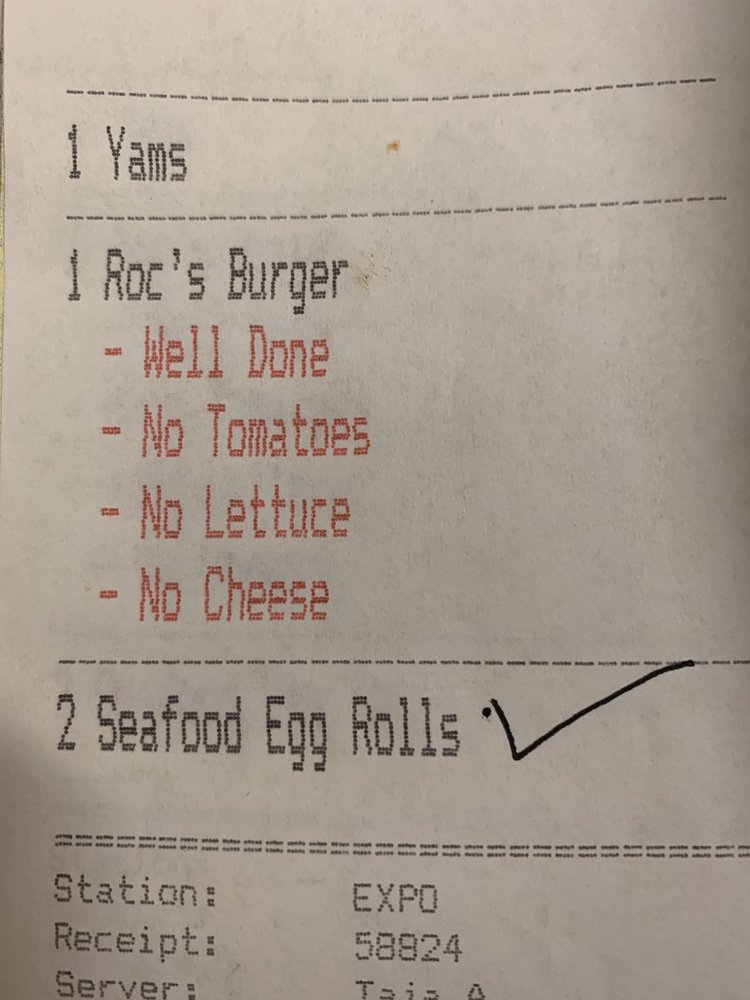 1 Yams
1 Roc's Burger
- Well Done
- No Tomatoes
- No Lettuce
- No Cheese
2 Seafood Egg Rolls
Station: EXPO
Receipt: 58824
Server: